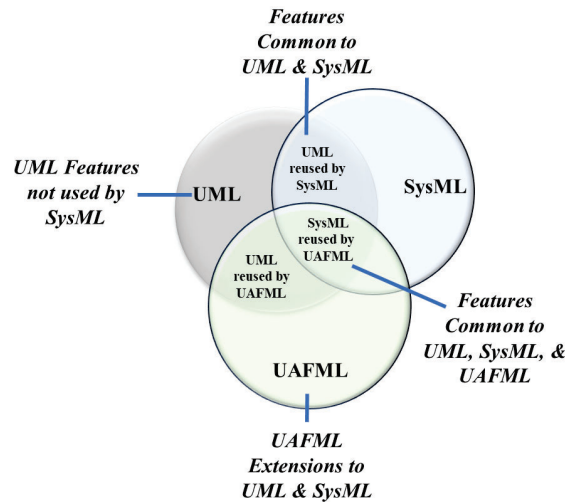 Features
Common to
UML & SysML
UML Features
not used by
SysML
UML
UML
reused by
SysML
SysML
SysML
reused by
UAFML
UML
reused by
UAFML
Features
Common to
UML, SysML, &
UAFML
UAFML
UAFML
Extensions to
UML & SysML